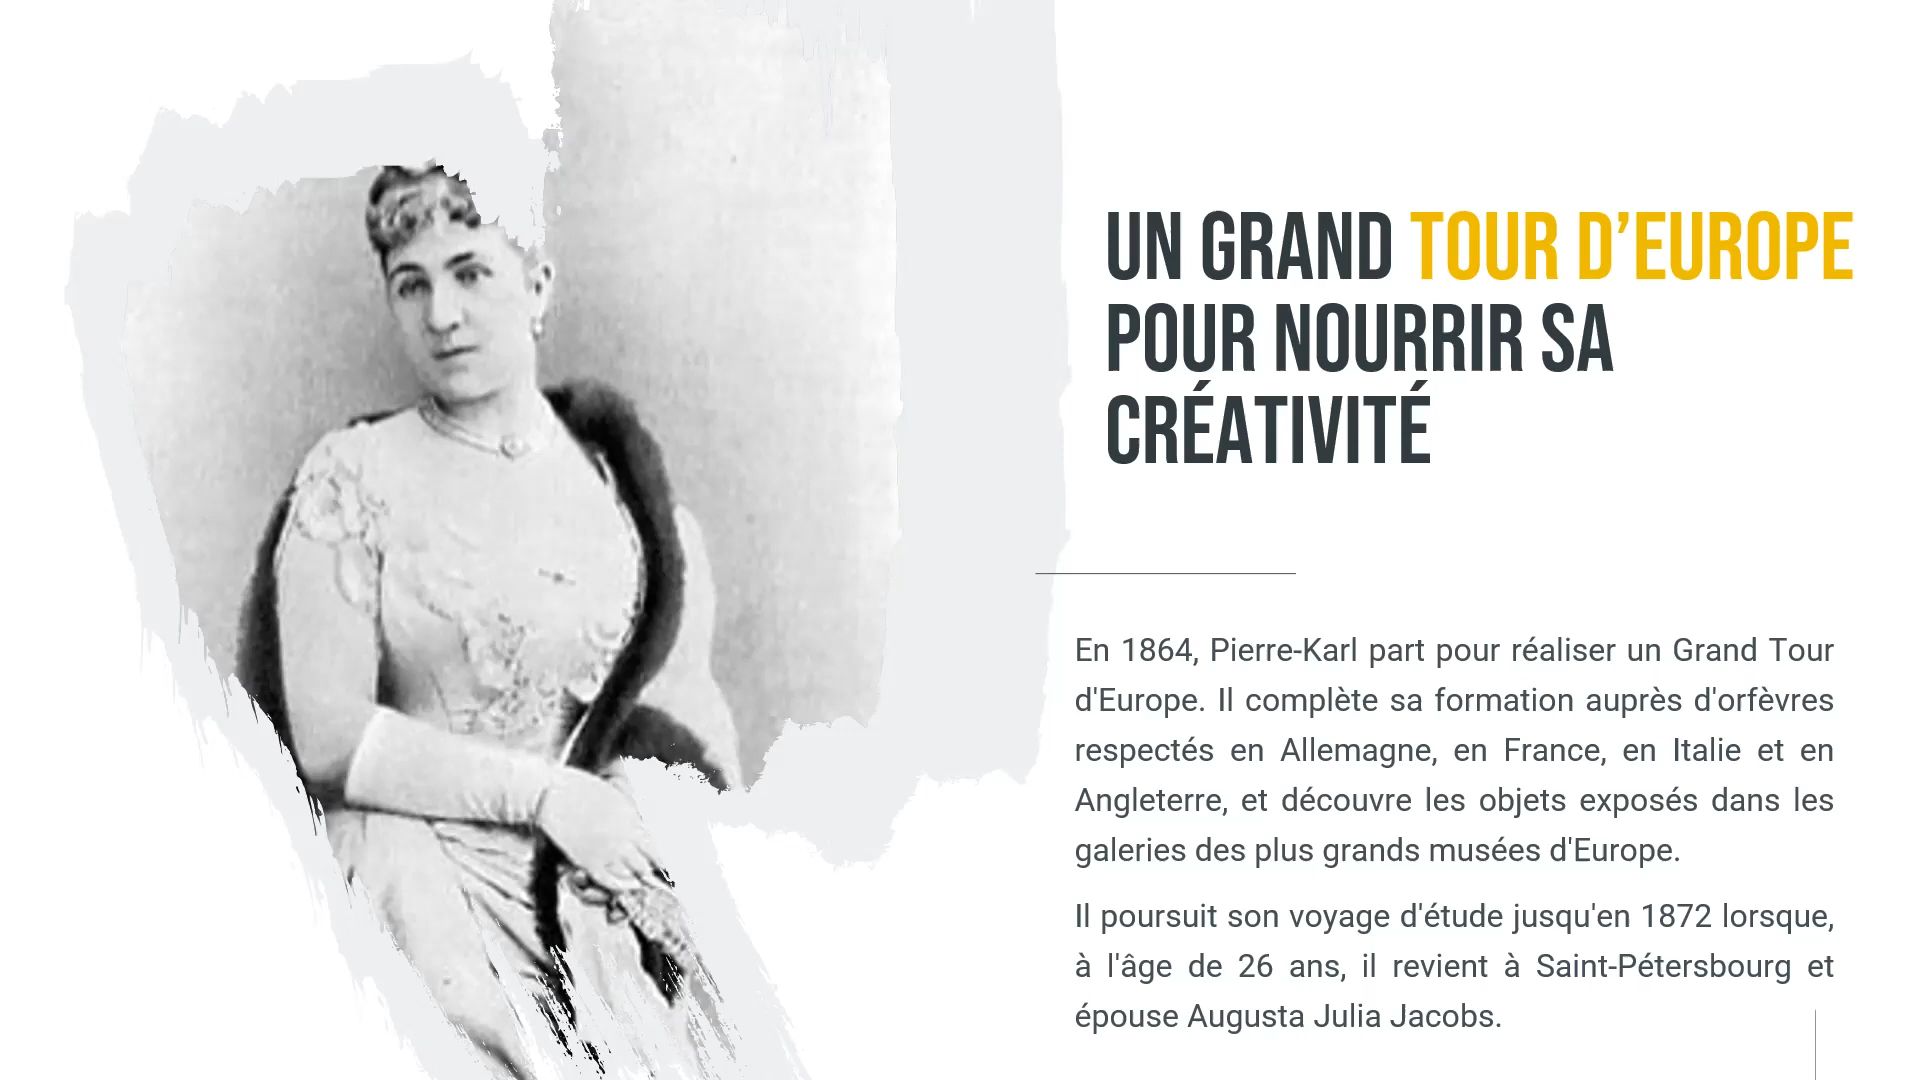 UN GRAND TOUR D’EUROPE
POUR NOURRIR SA
CRÉATIVITÉ
En 1864, Pierre-Karl part pour réaliser un Grand Tour
d'Europe. Il complète sa formation auprès d'orfèvres
respectés en Allemagne, en France, en Italie et en
Angleterre, et découvre les objets exposés dans les
galeries des plus grands musées d'Europe.
Il poursuit son voyage d'étude jusqu'en 1872 lorsque,
à l'âge de 26 ans, il revient à Saint-Pétersbourg et
épouse Augusta Julia Jacobs.